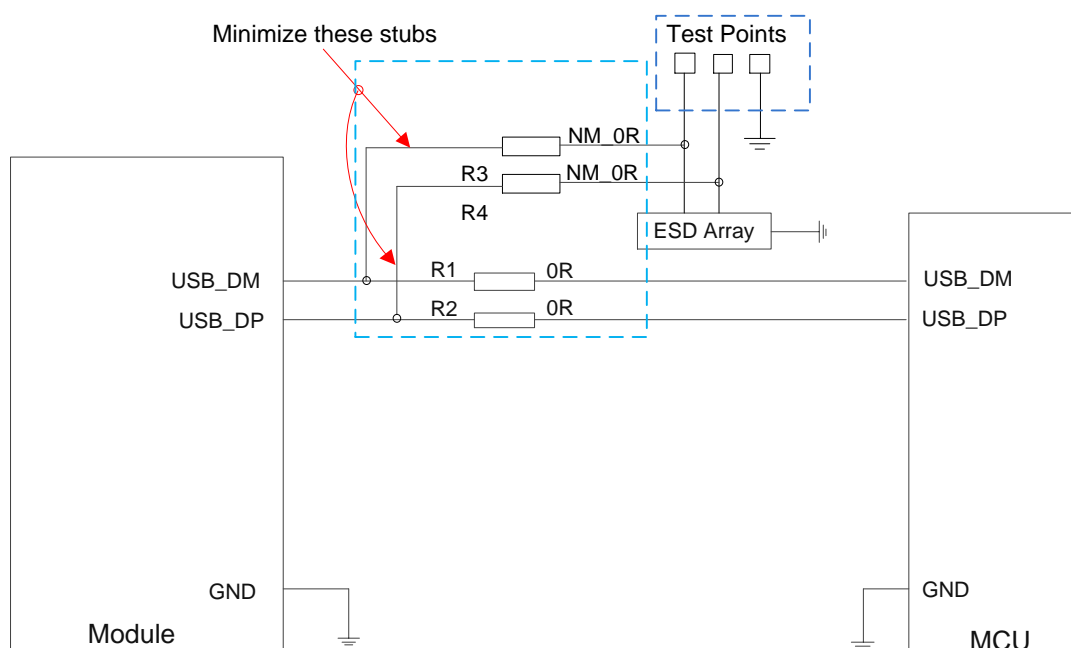 Minimize these stubs
Test Points
NM_0R
R3
NM_0R
R4
ESD Array
USB_DM
R1
0R
USB_DM
USB_DP
R2
0R
USB_DP
GND
GND
Module
MCU